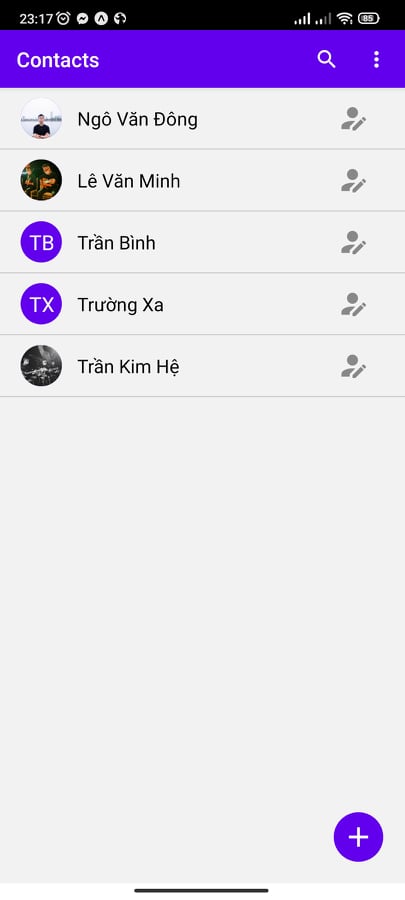 23:17 85
Contacts
Ngô Văn Đông
Lê Văn Minh
TB Trần Bình
TX Trường Xa
Trần Kim Hệ